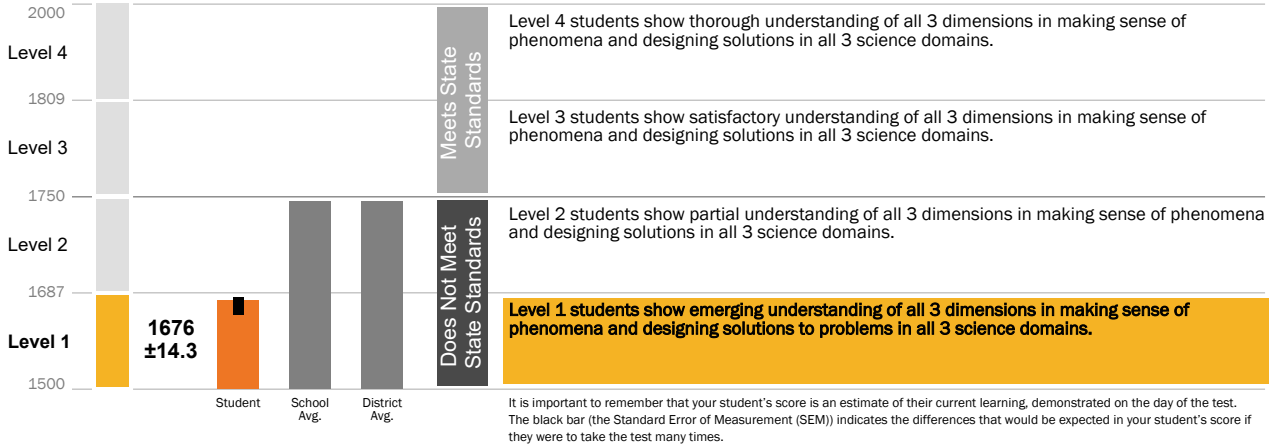 2000
Level 4
1809
Level 3
1750
Level 2
1687
Level 1
1500
1676
±14.3
Student
School
Avg.
District
Avg.
Meets State
Standards
Does Not Meet
State Standards
Level 4 students show thorough understanding of all 3 dimensions in making sense of
phenomena and designing solutions in all 3 science domains.
Level 3 students show satisfactory understanding of all 3 dimensions in making sense of
phenomena and designing solutions in all 3 science domains.
Level 2 students show partial understanding of all 3 dimensions in making sense of phenomena
and designing solutions in all 3 science domains.
Level 1 students show emerging understanding of all 3 dimensions in making sense of
phenomena and designing solutions to problems in all 3 science domains.
It is important to remember that your student's score is an estimate of their current learning, demonstrated on the day of the test.
The black bar (the Standard Error of Measurement (SEM)) indicates the differences that would be expected in your student's score if
they were to take the test many times.